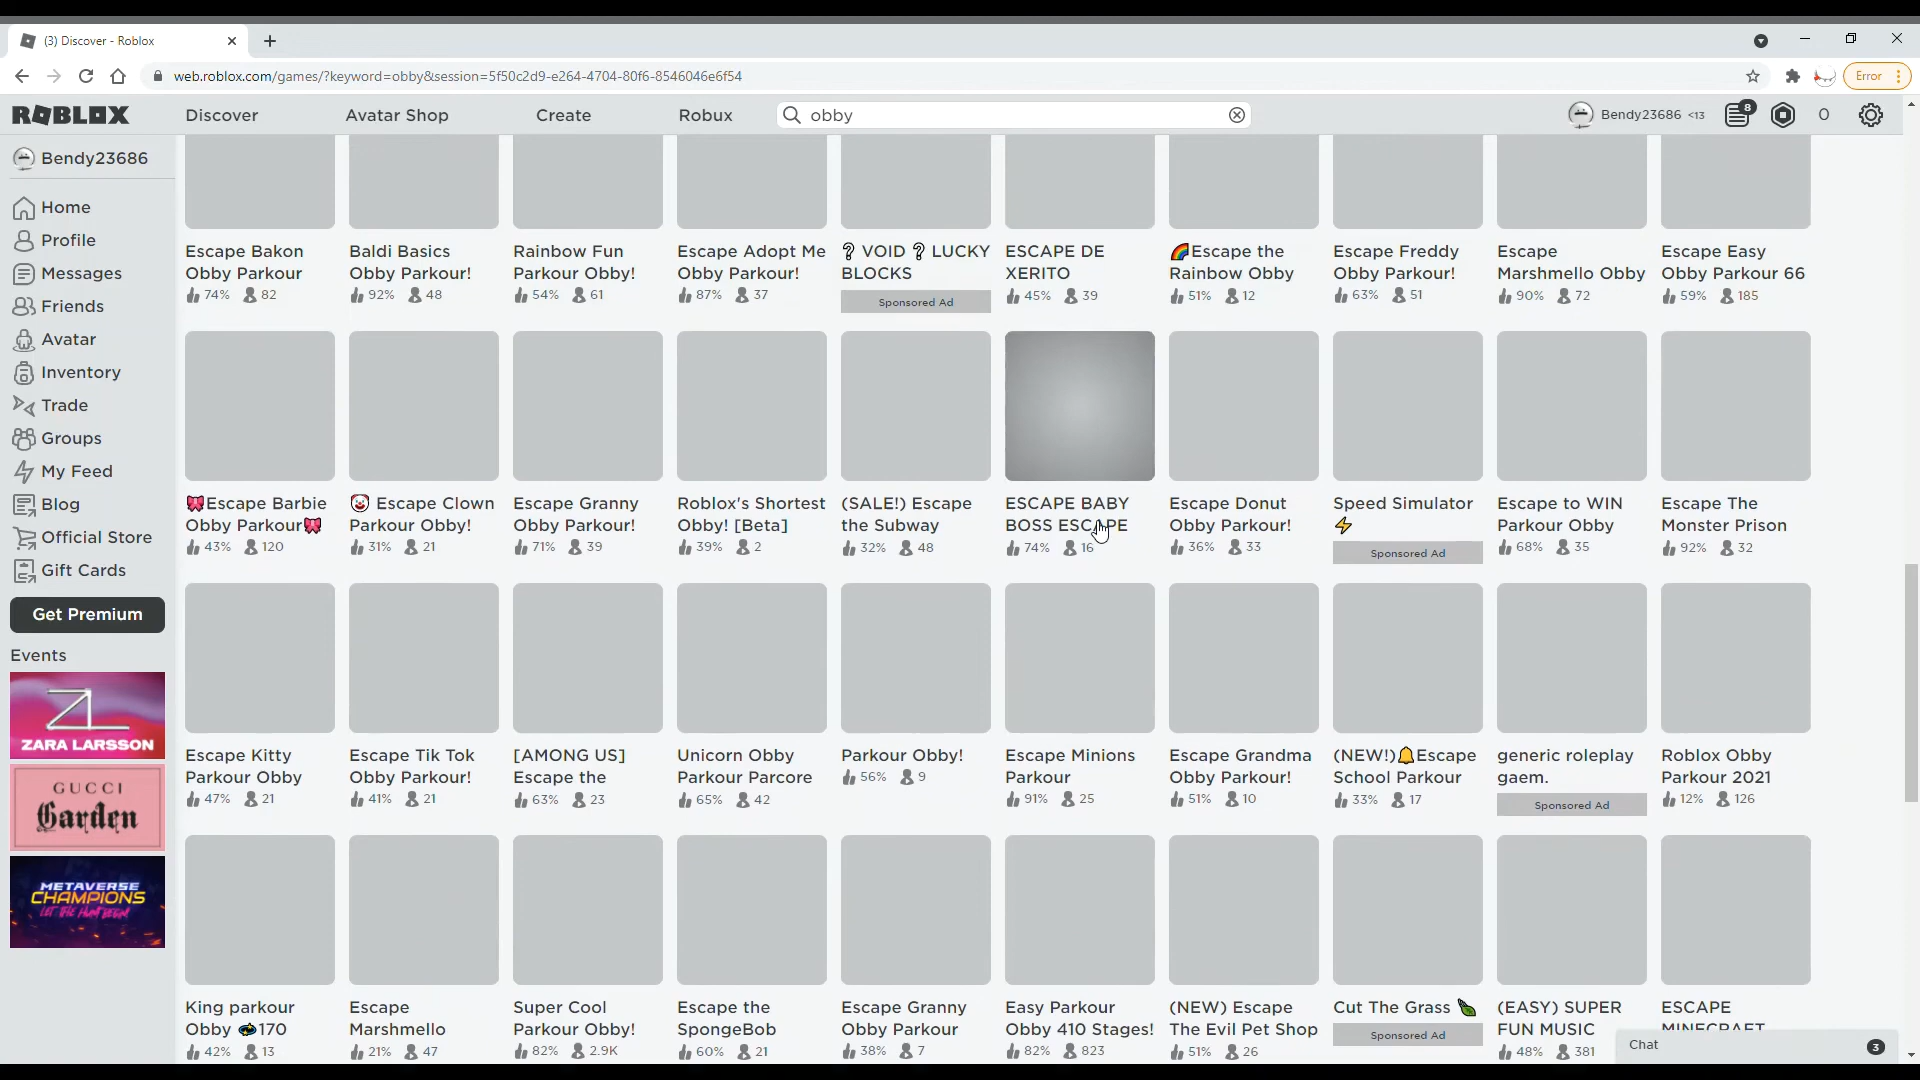 (3) Discover - Roblox
web.roblox.com/games/?keyword=obby&session=5f50c2d9-e264-4704-80f6-8546046e6f54
Error
ROBLOX
Discover
Avatar Shop
Create
Robux
obby
Bendy23686 <13
8
0
Bendy23686
Home
Profile
Messages
Friends
Avatar
Inventory
Trade
Groups
My Feed
Blog
Official Store
Gift Cards
Get Premium
Events
ZL
ZARA LARSSON
GUCCI
Garden
METAVERSE
CHAMPIONS
LET THE HUNT BEGIN
Escape Bakon
Obby Parkour
74% 82
Baldi Basics
Obby Parkour!
92% 48
Rainbow Fun
Parkour Obby!
54% 61
Escape Adopt Me
Obby Parkour!
87% 37
❔ VOID ❔ LUCKY
BLOCKS
Sponsored Ad
ESCAPE DE
XERITO
45% 39
🌈Escape the
Rainbow Obby
51% 12
Escape Freddy
Obby Parkour!
63% 51
Escape
Marshmello Obby
90% 72
Escape Easy
Obby Parkour 66
59% 185
🎀Escape Barbie
Obby Parkour🎀
43% 120
🤡 Escape Clown
Parkour Obby!
31% 21
Escape Granny
Obby Parkour!
71% 39
Roblox's Shortest
Obby! [Beta]
39% 2
(SALE!) Escape
the Subway
32% 48
ESCAPE BABY
BOSS ESCAPE
74% 16
Escape Donut
Obby Parkour!
36% 33
Speed Simulator
⚡
Sponsored Ad
Escape to WIN
Parkour Obby
68% 35
Escape The
Monster Prison
92% 32
Escape Kitty
Parkour Obby
47% 21
Escape Tik Tok
Obby Parkour!
41% 21
[AMONG US]
Escape the
63% 23
Unicorn Obby
Parkour Parcore
65% 42
Parkour Obby!
56% 9
Escape Minions
Parkour
91% 25
Escape Grandma
Obby Parkour!
51% 10
(NEW!)🔔Escape
School Parkour
33% 17
generic roleplay
gaem.
Sponsored Ad
Roblox Obby
Parkour 2021
12% 126
King parkour
Obby 170
42% 13
Escape
Marshmello
21% 47
Super Cool
Parkour Obby!
82% 2.9K
Escape the
SpongeBob
60% 21
Escape Granny
Obby Parkour
38% 7
Easy Parkour
Obby 410 Stages!
82% 823
(NEW) Escape
The Evil Pet Shop
51% 26
Cut The Grass 🍃
Sponsored Ad
(EASY) SUPER
FUN MUSIC
48% 381
ESCAPE
MINECRAFT
Chat
3